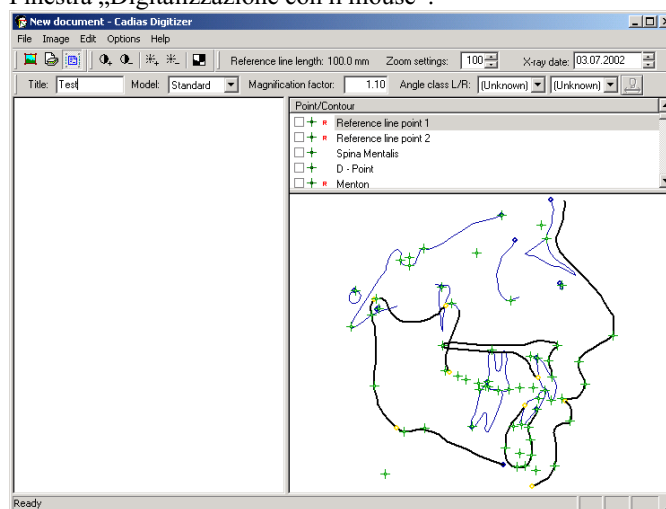 Finestra „Digitalizzazione con il mouse“:
New document - Cadias Digitizer
File Image Edit Options Help
Reference line length: 100.0 mm Zoom settings: 100 X-ray date: 03.07.2002
Title: Test Model: Standard Magnification factor: 1.10 Angle class L/R: (Unknown) (Unknown)
Point/Contour
R Reference line point 1
R Reference line point 2
Spina Mentalis
D - Point
R Menton
Ready